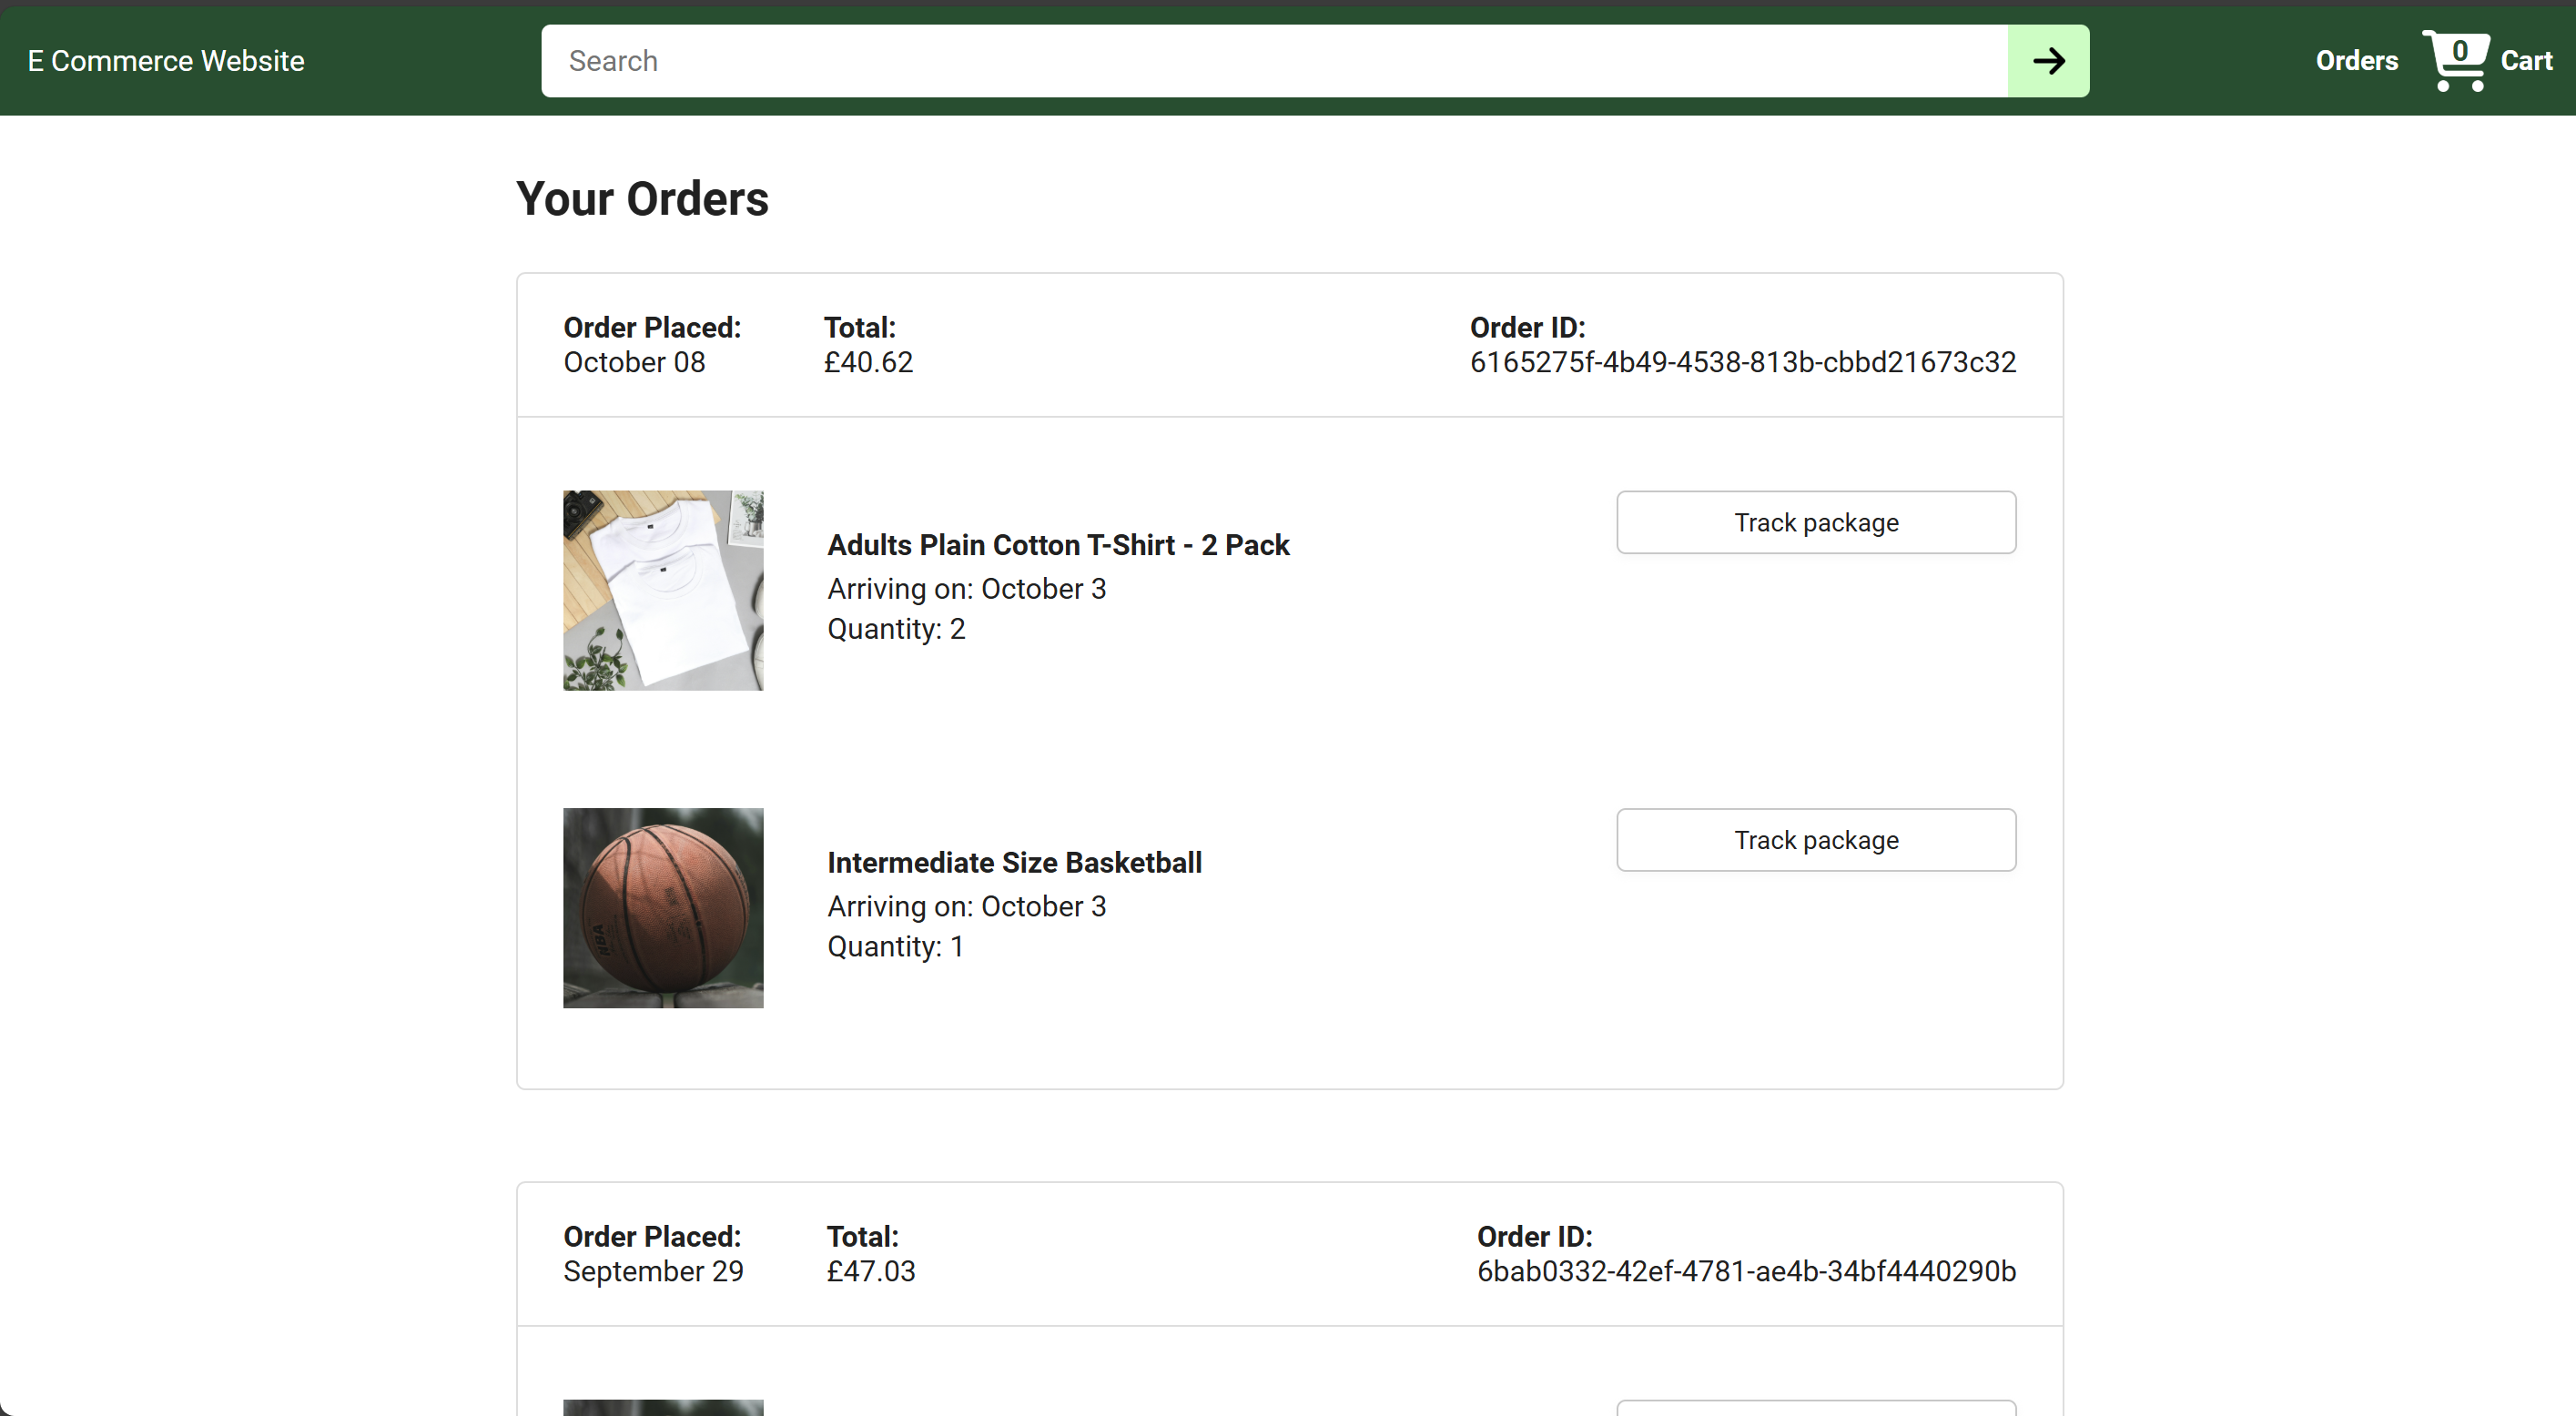 E Commerce Website
Search
Orders
0
Cart
Your Orders
Order Placed:
October 08
Total:
£40.62
Order ID:
6165275f-4b49-4538-813b-cbbd21673c32
Adults Plain Cotton T-Shirt - 2 Pack
Arriving on: October 3
Quantity: 2
Track package
NBA
Intermediate Size Basketball
Arriving on: October 3
Quantity: 1
Track package
Order Placed:
September 29
Total:
£47.03
Order ID:
6bab0332-42ef-4781-ae4b-34bf4440290b